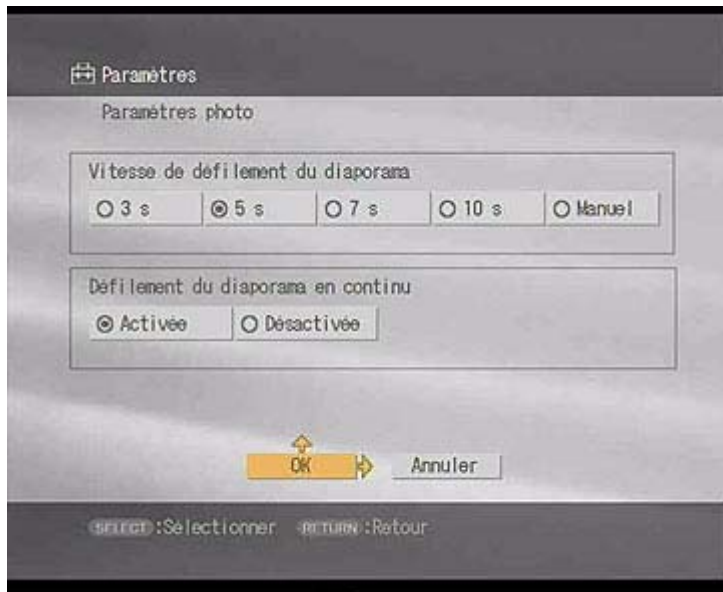 Paramètres
Paramètres photo
Vitesse de défilement du diaporama
3 s 5 s 7 s 10 s Manuel
Défilement du diaporama en continu
Activée Désactivée
OK Annuler
SELECT :Sélectionner RETURN :Retour